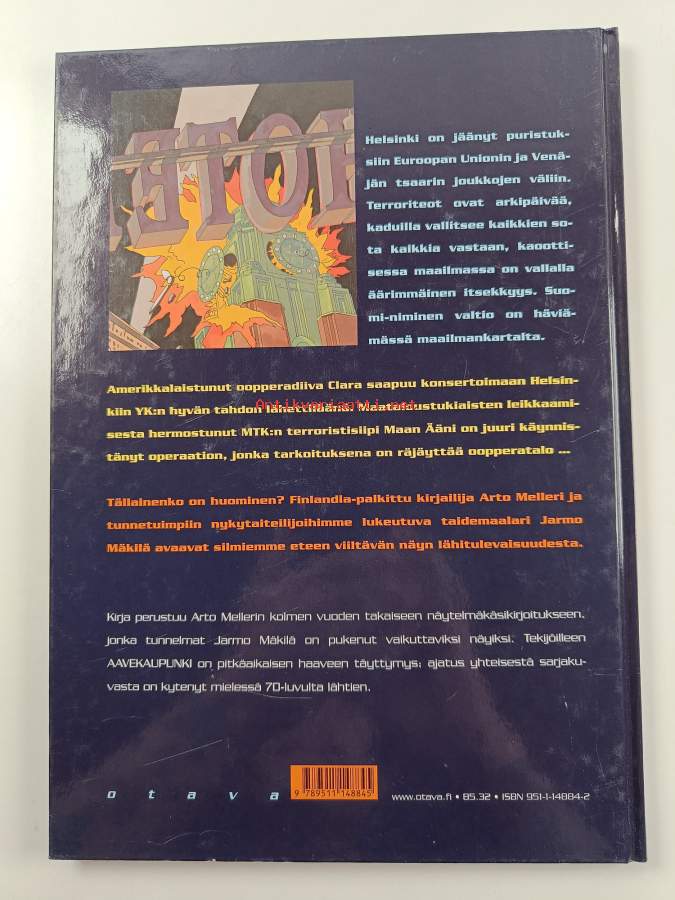 HOTE
Helsinki on jäänyt puristuk-
siin Euroopan Unionin ja Venä-
jän tsaarin joukkojen väliin.
Terroriteot ovat arkipäivää,
kaduilla vallitsee kaikkien so-
ta kaikkia vastaan, kaootti-
sessa maailmassa on vallalla
äärimmäinen itsekkyys. Suo-
mi-niminen valtio on häviä-
mässä maailmankartalta.
Amerikkalaistunut oopperadiiva Clara saapuu konsertoimaan Helsin-
kiin YK:n hyvän tahdon lähettiläänä. Maataloustukiaisten leikkaami-
Antikvariaatti.net
sesta hermostunut MTK:n terroristisiipi Maan Ääni on juuri käynnis-
tänyt operaation, jonka tarkoituksena on räjäyttää oopperatalo ...
Tällainenko on huominen? Finlandia-palkittu kirjailija Arto Melleri ja
tunnetuimpiin nykytaiteilijoihimme lukeutuva taidemaalari Jarmo
Mäkilä avaavat silmiemme eteen viiltävän näyn lähitulevaisuudesta.
Kirja perustuu Arto Mellerin kolmen vuoden takaiseen näytelmäkäsikirjoitukseen,
jonka tunnelmat Jarmo Mäkilä on pukenut vaikuttaviksi näyiksi. Tekijöilleen
AAVEKAUPUNKI on pitkäaikaisen haaveen täyttymys; ajatus yhteisestä sarjaku-
vasta on kytenyt mielessä 70-luvulta lähtien.
otava
9 789511 148845
www.otava.fi • 85.32 • ISBN 951-1-14884-2